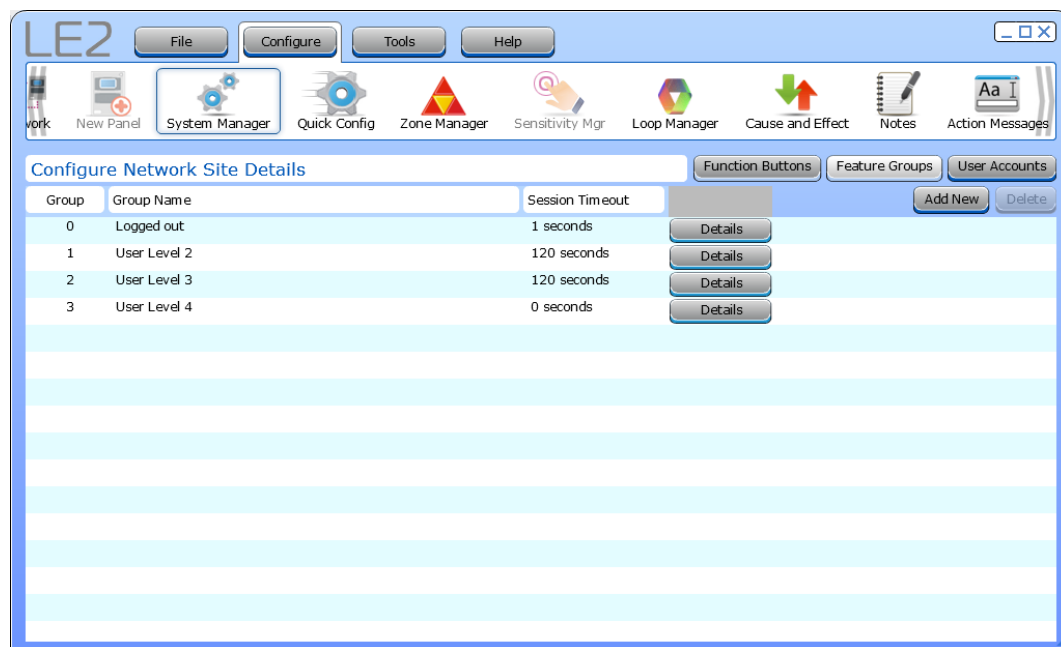 LE2
File
Configure
Tools
Help
work
New Panel
System Manager
Quick Config
Zone Manager
Sensitivity Mgr
Loop Manager
Cause and Effect
Notes
Aa
Action Messages
Configure Network Site Details
Function Buttons
Feature Groups
User Accounts
Group
Group Name
Session Timeout
Add New
Delete
0 Logged out 1 seconds Details
1 User Level 2 120 seconds Details
2 User Level 3 120 seconds Details
3 User Level 4 0 seconds Details